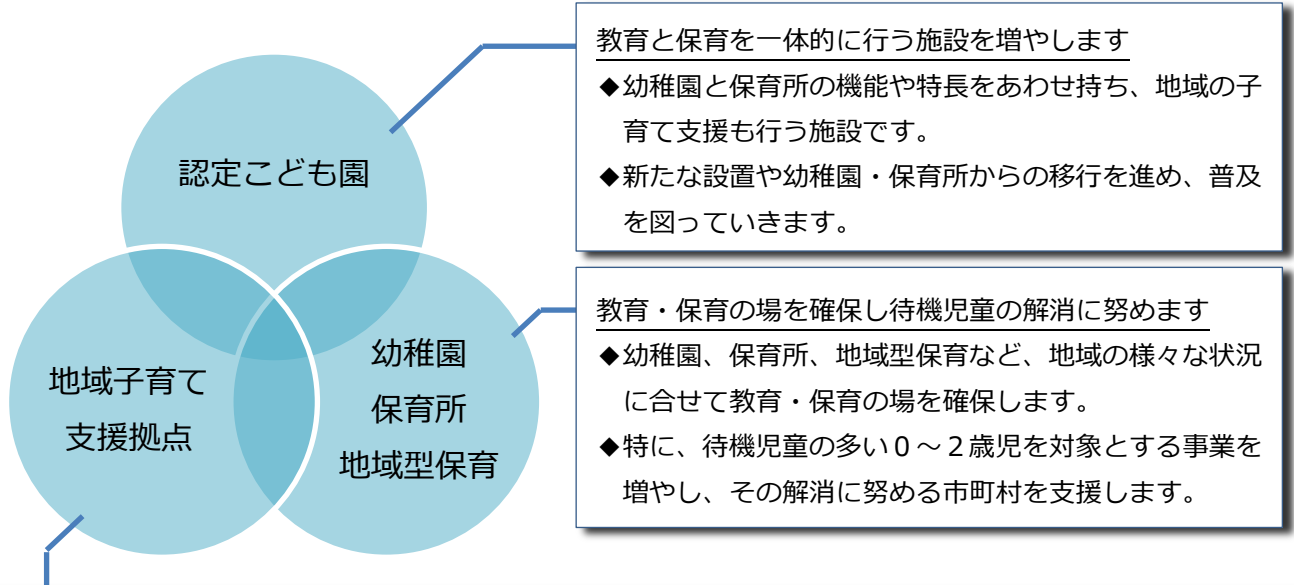 認定こども園
教育と保育を一体的に行う施設を増やします
◆幼稚園と保育所の機能や特長をあわせ持ち、地域の子
育て支援も行う施設です。
◆新たな設置や幼稚園・保育所からの移行を進め、普及
を図っていきます。
地域子育て
支援拠点
幼稚園
保育所
地域型保育
教育・保育の場を確保し待機児童の解消に努めます
◆幼稚園、保育所、地域型保育など、地域の様々な状況
に合せて教育・保育の場を確保します。
◆特に、待機児童の多い０～２歳児を対象とする事業を
増やし、その解消に努める市町村を支援します。